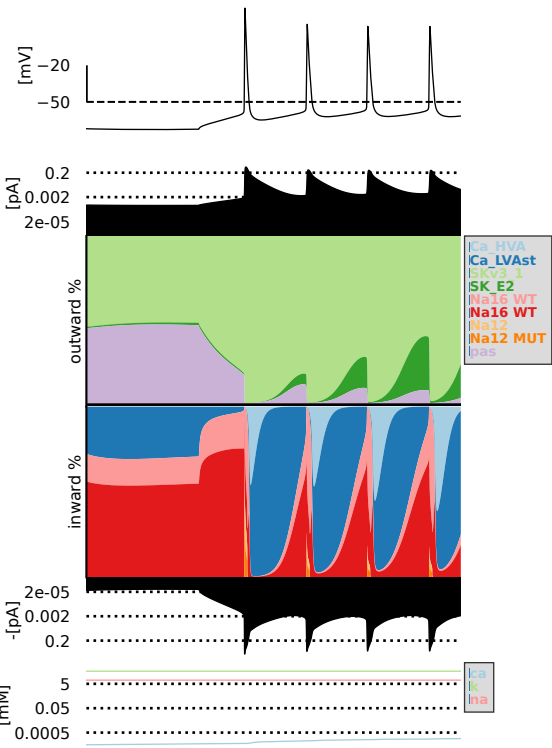 [mV]
−20
−50
[pA]
0.2
0.002
2e-05
outward %
Ca_HVA
Ca_LVAst
SKv3_1
SK_E2
Na16 WT
Na16 WT
Na12
Na12 MUT
pas
inward %
-[pA]
2e-05
0.002
0.2
[mM]
5
0.05
0.0005
ca
k
na